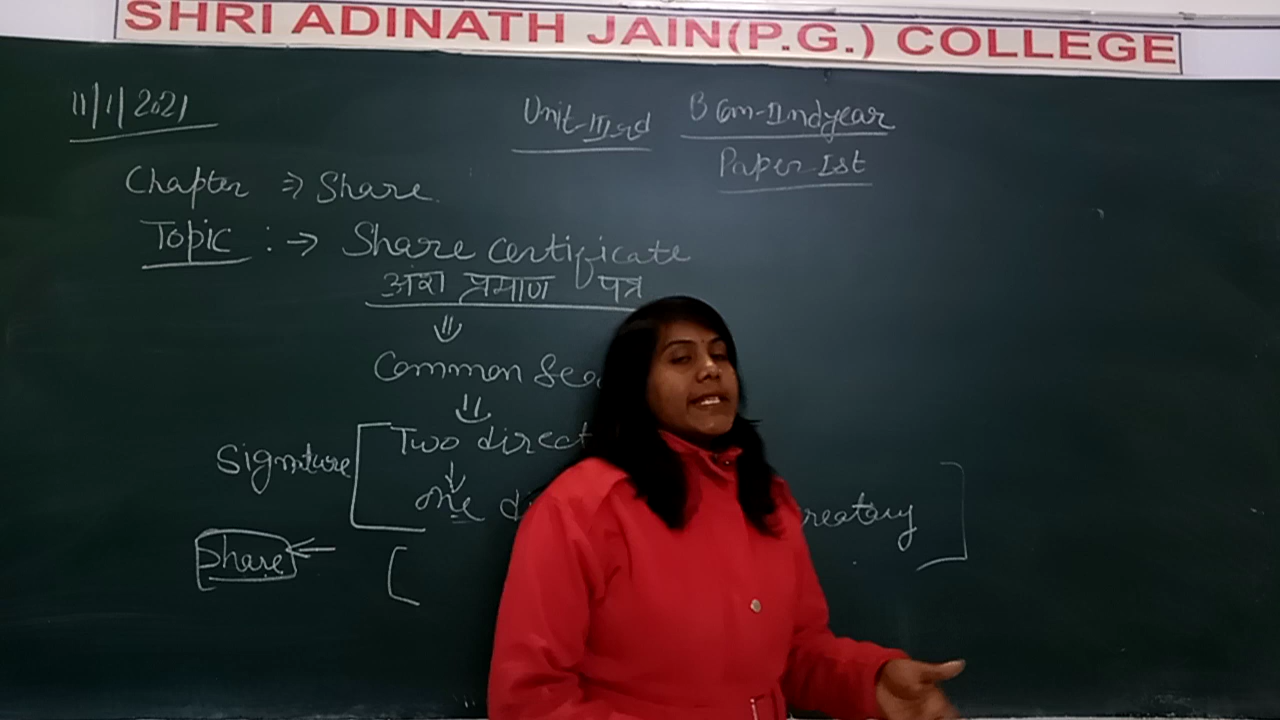 SHRI ADINATH JAIN(P.G.) COLLEGE
11/1/2021
Unit-IIIrd
B Com-IInd year
Paper-Ist
Chapter ⇒ Share
Topic :→ Share certificate
अंश प्रमाण पत्र
Common
Signature
Two
one
Share